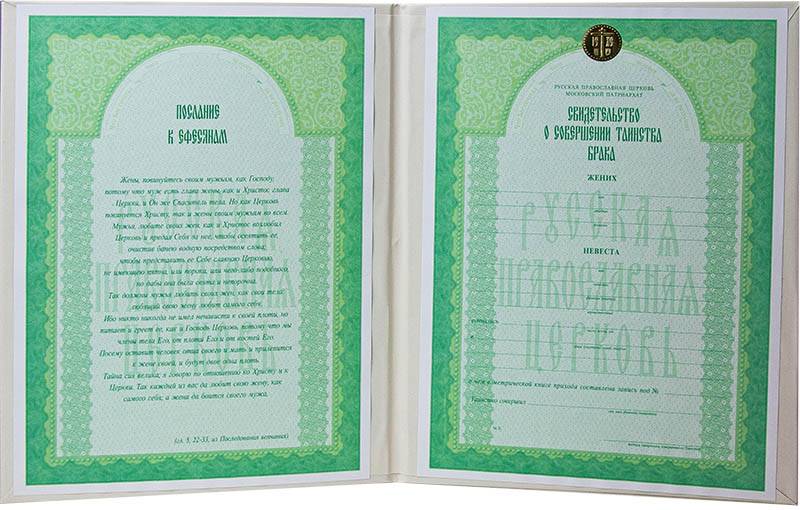 ПОСЛАНИЕ
К ЕФЕСЯНАМ
Жены, повинуйтесь своим мужьям, как Господу,
потому что муж есть глава жены, как и Христос глава
Церкви, и Он же Спаситель тела. Но как Церковь
повинуется Христу, так и жены своим мужьям во всем.
Мужья, любите своих жен, как и Христос возлюбил
Церковь и предал Себя за нее, чтобы освятить ее,
очистив банею водною посредством слова;
чтобы представить ее Себе славною Церковью,
не имеющею пятна, или порока, или чего-либо подобного,
но дабы она была свята и непорочна.
Так должны мужья любить своих жен, как свои тела:
любящий свою жену любит самого себя.
Ибо никто никогда не имел ненависти к своей плоти, но
питает и греет ее, как и Господь Церковь, потому что мы
члены тела Его, от плоти Его и от костей Его.
Посему оставит человек отца своего и мать и прилепится
к жене своей, и будут двое одна плоть.
Тайна сия велика; я говорю по отношению ко Христу и к
Церкви. Так каждый из вас да любит свою жену, как
самого себя; а жена да боится своего мужа.
(гл. 5, 22-33, из Последования венчания)
РУССКАЯ ПРАВОСЛАВНАЯ ЦЕРКОВЬ
МОСКОВСКИЙ ПАТРИАРХАТ
СВИДЕТЕЛЬСТВО
О СОВЕРШЕНИИ ТАИНСТВА
БРАКА
ЖЕНИХ
РУССКАЯ
НЕВЕСТА
ПРАВОСЛАВНАЯ
венчались
ЦЕРКОВЬ
в
о чем в метрической книге прихода составлена запись под №
Таинство совершил
М.П.